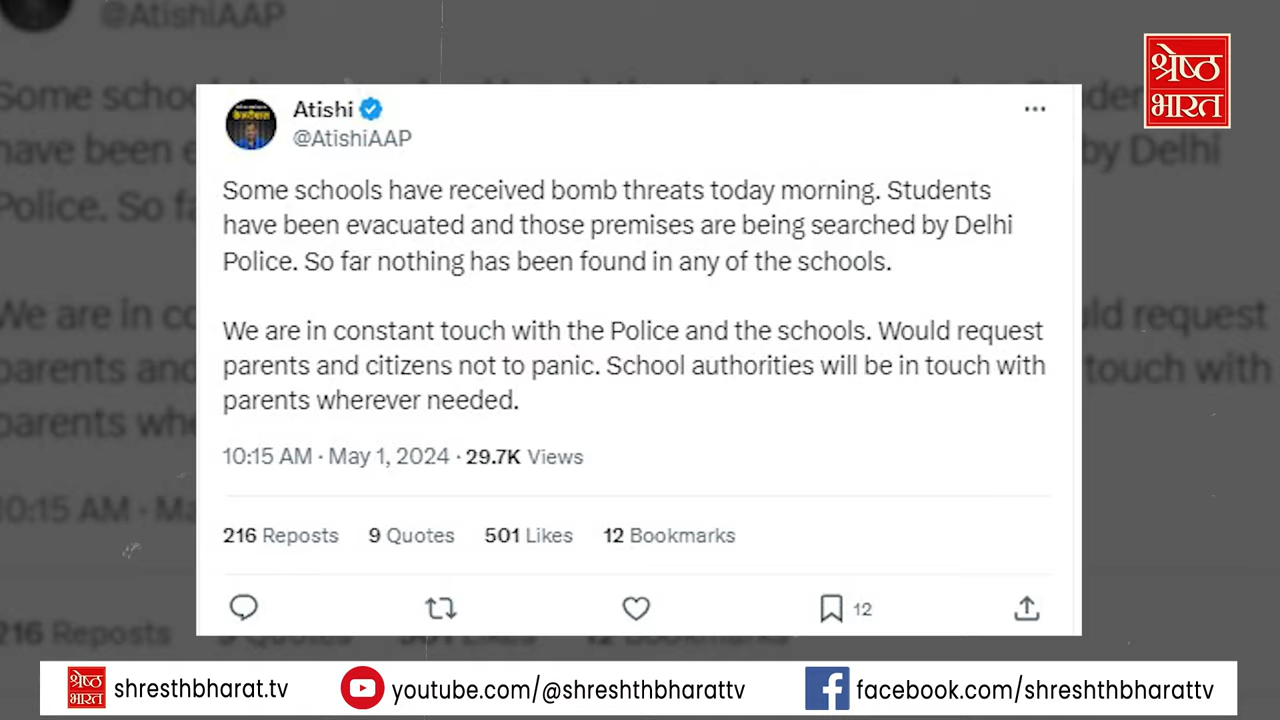 @AtishiAAP
श्रेष्ठ
भारत
Atishi
@AtishiAAP
Some schools have received bomb threats today morning. Students
have been evacuated and those premises are being searched by Delhi
Police. So far nothing has been found in any of the schools.
We are in constant touch with the Police and the schools. Would request
parents and citizens not to panic. School authorities will be in touch with
parents wherever needed.
10:15 AM · May 1, 2024 · 29.7K Views
216 Reposts 9 Quotes 501 Likes 12 Bookmarks
12
श्रेष्ठ
भारत
shresthbharat.tv
youtube.com/@shreshthbharattv
facebook.com/shreshthbharattv